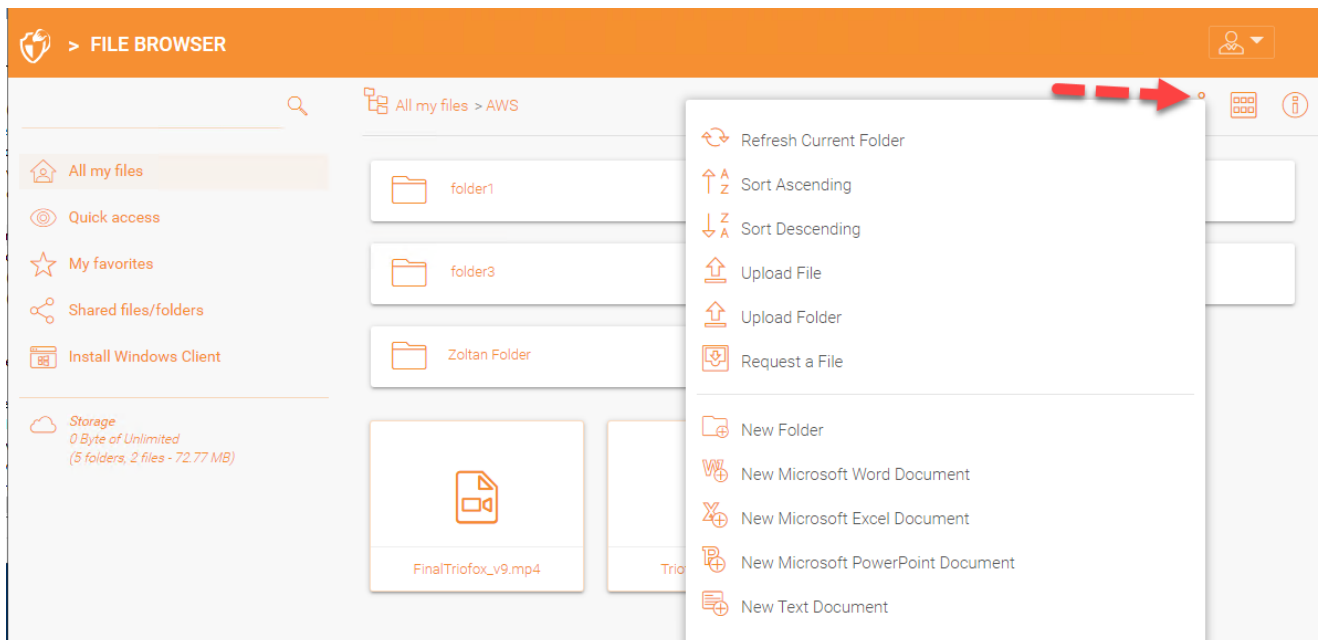 > FILE BROWSER
All my files > AWS
All my files
Quick access
My favorites
Shared files/folders
Install Windows Client
Storage
0 Byte of Unlimited
(5 folders, 2 files - 72.77 MB)
folder1
folder3
Zoltan Folder
FinalTriofox_v9.mp4
Trio
Refresh Current Folder
Sort Ascending
Sort Descending
Upload File
Upload Folder
Request a File
New Folder
New Microsoft Word Document
New Microsoft Excel Document
New Microsoft PowerPoint Document
New Text Document